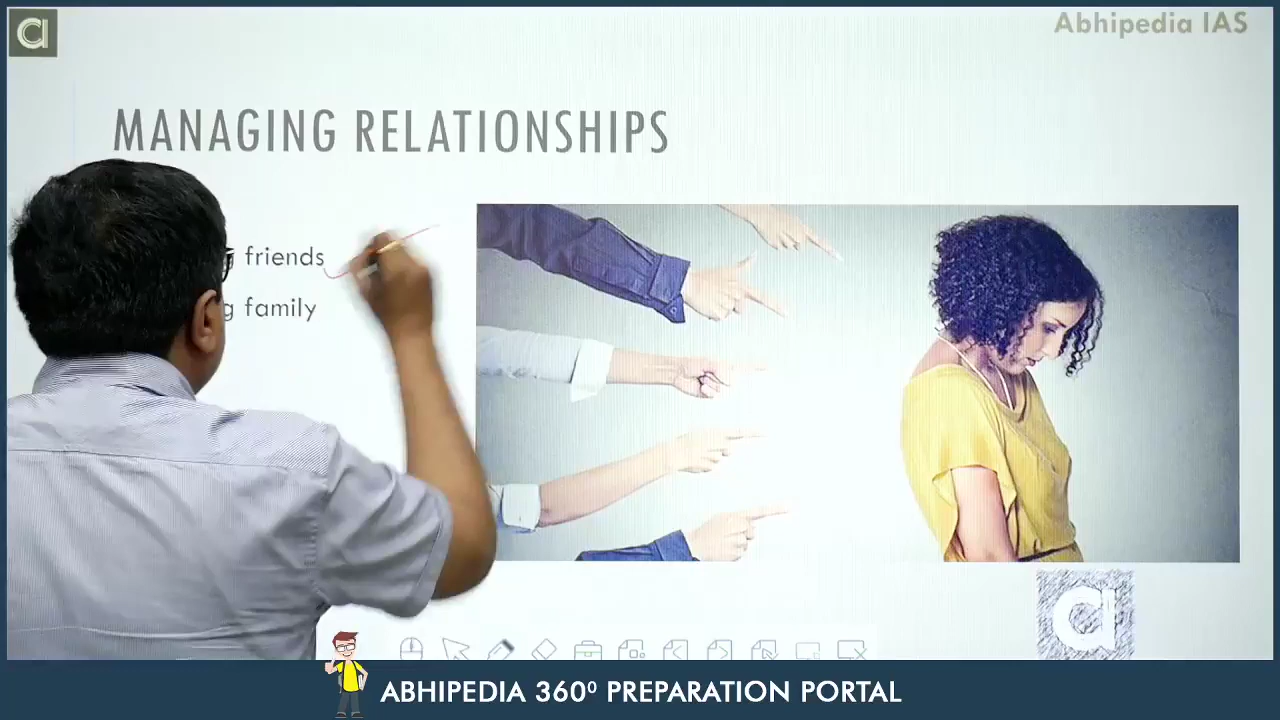 Abhipedia IAS
MANAGING RELATIONSHIPS
friends
family
ABHIPEDIA 360⁰ PREPARATION PORTAL